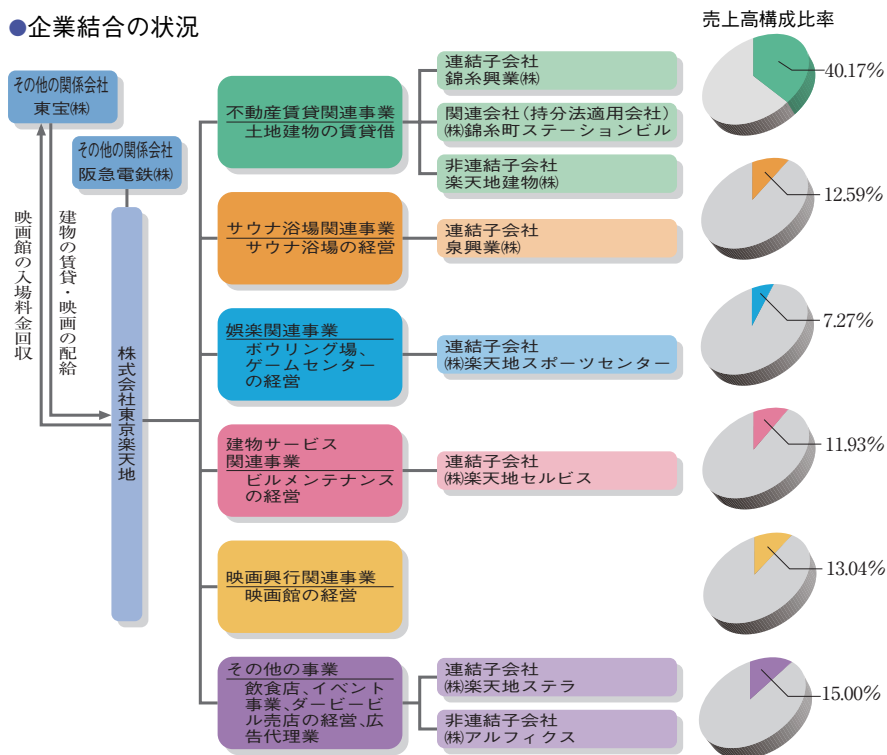 ●企業結合の状況
売上高構成比率
その他の関係会社
東宝㈱
その他の関係会社
阪急電鉄㈱
映画館の入場料金回収
建物の賃貸・映画の配給
株式会社東京楽天地
不動産賃貸関連事業
土地建物の賃貸借
連結子会社
錦糸興業㈱
関連会社(持分法適用会社)
㈱錦糸町ステーションビル
非連結子会社
楽天地建物㈱
40.17%
サウナ浴場関連事業
サウナ浴場の経営
連結子会社
泉興業㈱
12.59%
娯楽関連事業
ボウリング場、
ゲームセンター
の経営
連結子会社
㈱楽天地スポーツセンター
7.27%
建物サービス
関連事業
ビルメンテナンス
の経営
連結子会社
㈱楽天地セルビス
11.93%
映画興行関連事業
映画館の経営
13.04%
その他の事業
飲食店、イベント
事業、ダービービ
ル売店の経営、広
告代理業
連結子会社
㈱楽天地ステラ
非連結子会社
㈱アルフィクス
15.00%